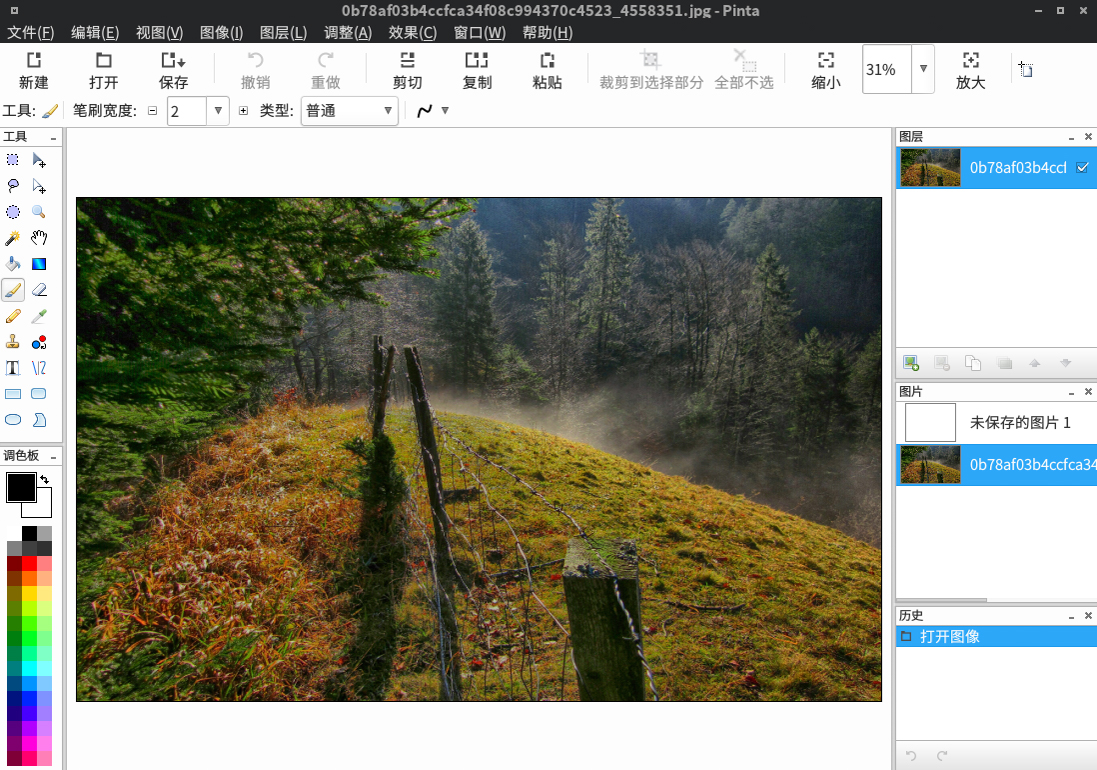 0b78af03b4ccfca34f08c994370c4523_4558351.jpg - Pinta
文件(F) 编辑(E) 视图(V) 图像(I) 图层(L) 调整(A) 效果(C) 窗口(W) 帮助(H)
新建 打开 保存 撤销 重做 剪切 复制 粘贴 裁剪到选择部分 全部不选 缩小 31% 放大
工具: 笔刷宽度: 2 类型: 普通
工具
图层
0b78af03b4ccf
图片
未保存的图片 1
0b78af03b4ccfca34
调色板
历史
打开图像